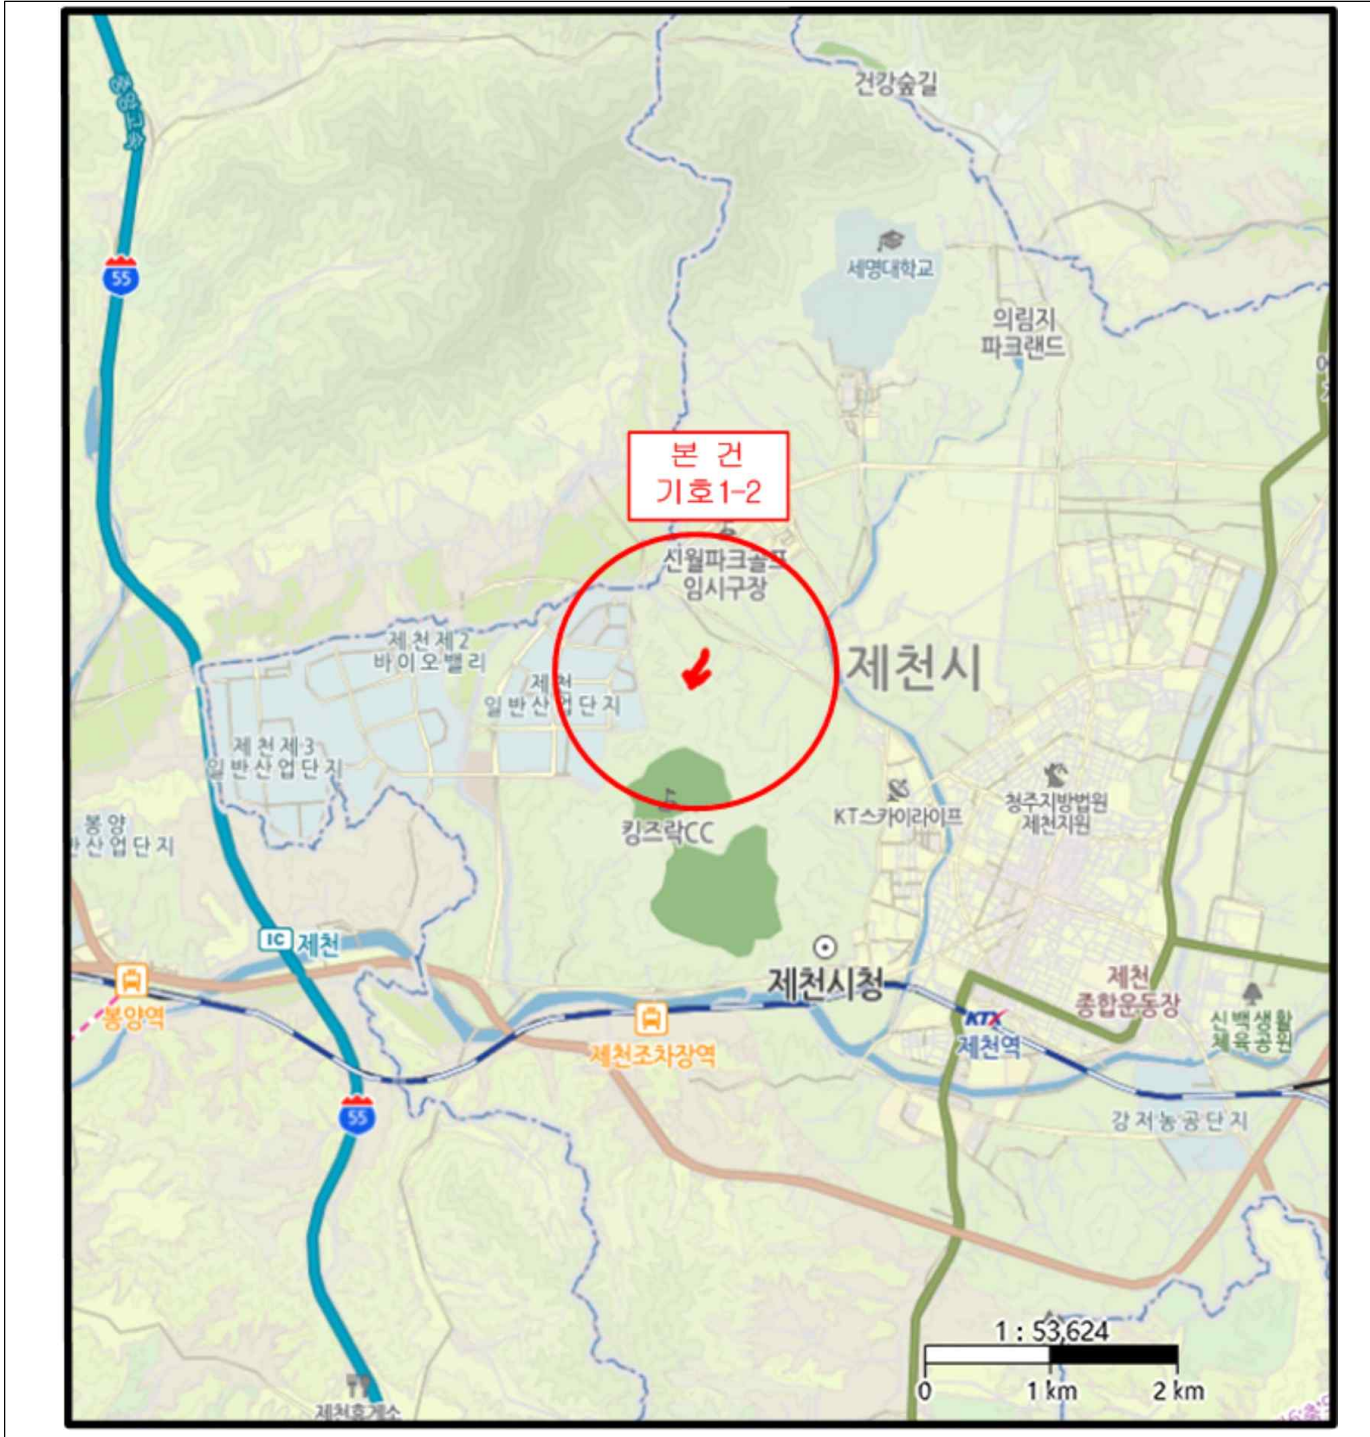 중앙고속
건강숲길
55
세명대학교
의림지
파크랜드
본 건
기호1-2
신월파크골프
임시구장
제천제2
바이오밸리
제천시
제천
일반산업단지
제천제3
일반산업단지
KT스카이라이프
청주지방법원
제천지원
봉양
산업단지
킹즈락CC
IC 제천
제천시청
제천
종합운동장
봉양역
KTX
제천역
신백생활
체육공원
제천조차장역
55
강저농공단지
1 : 53,624
0 1 km 2 km
제천휴게소